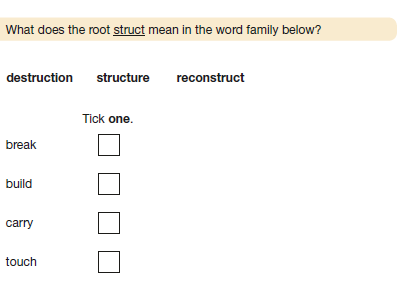 What does the root struct mean in the word family below?
destruction structure reconstruct
Tick one.
break
build
carry
touch